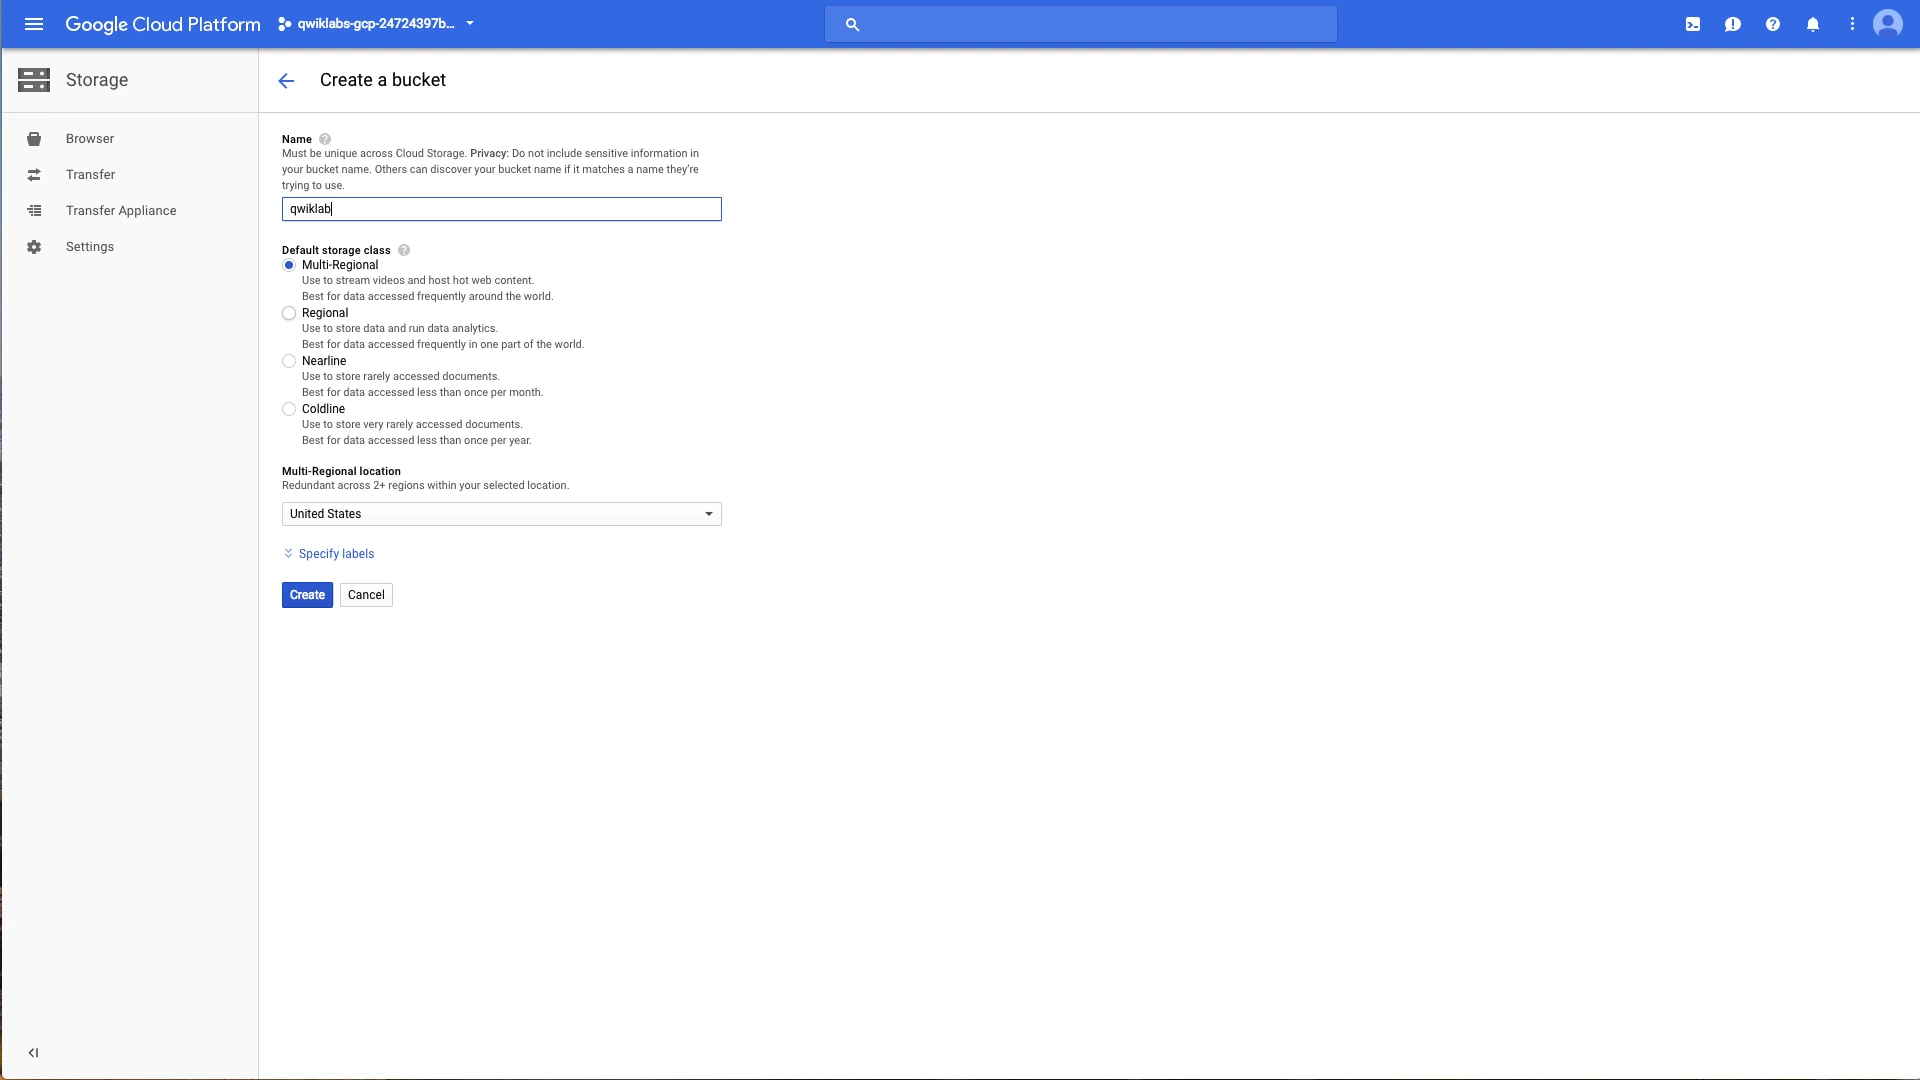 Google Cloud Platform
qwiklabs-gcp-24724397b...
Storage
Create a bucket
Browser
Transfer
Transfer Appliance
Settings
Name
Must be unique across Cloud Storage. Privacy: Do not include sensitive information in
your bucket name. Others can discover your bucket name if it matches a name they're
trying to use.
qwiklab
Default storage class
Multi-Regional
Use to stream videos and host hot web content.
Best for data accessed frequently around the world.
Regional
Use to store data and run data analytics.
Best for data accessed frequently in one part of the world.
Nearline
Use to store rarely accessed documents.
Best for data accessed less than once per month.
Coldline
Use to store very rarely accessed documents.
Best for data accessed less than once per year.
Multi-Regional location
Redundant across 2+ regions within your selected location.
United States
Specify labels
Create Cancel